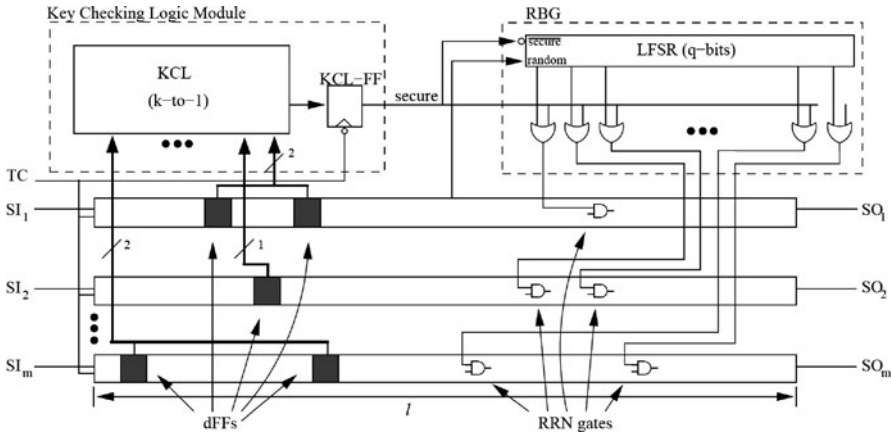 Key Checking Logic Module
RBG
KCL
(k−to−1)
KCL−FF
secure
secure
random
LFSR (q−bits)
2
TC
SI1
SO1
2
1
SI2
SO2
SIm
SOm
l
dFFs
RRN gates